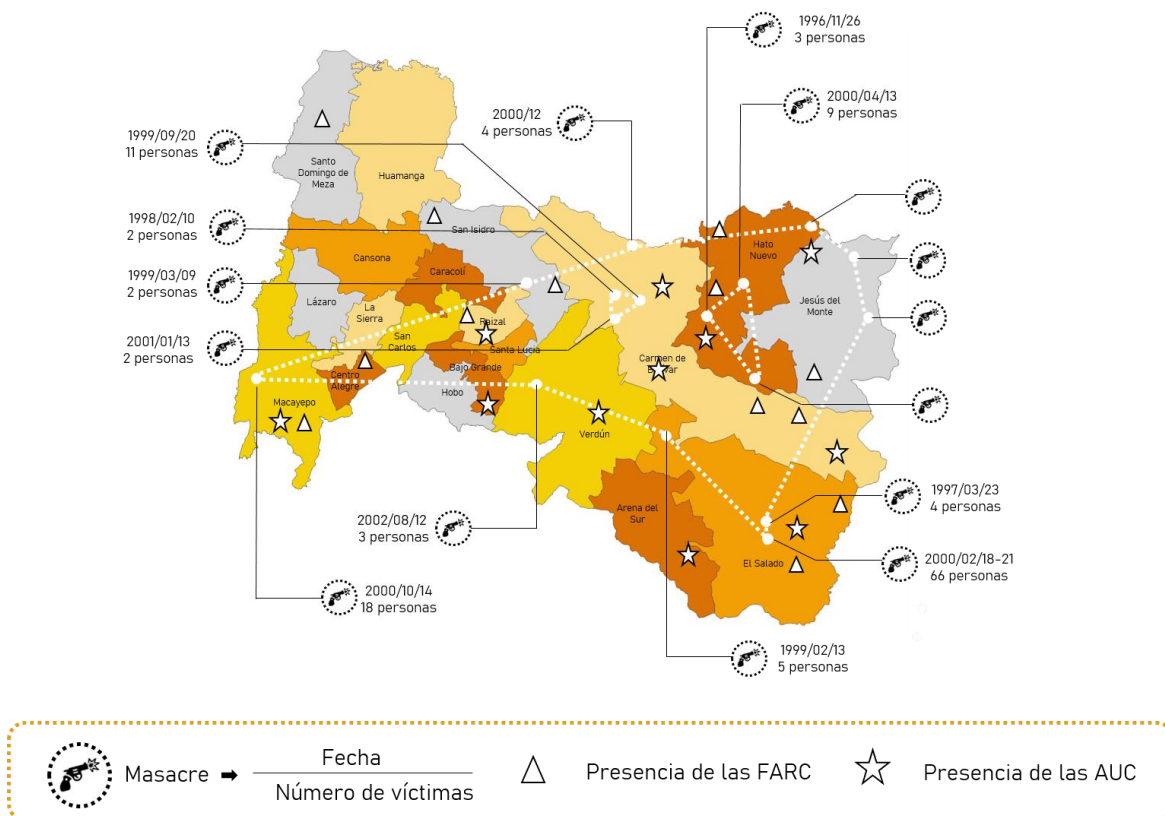 1996/11/26
3 personas
2000/04/13
9 personas
2000/12
4 personas
1999/09/20
11 personas
Santo
Domingo de
Meza
Huamanga
1998/02/10
2 personas
San Isidro
Hato
Nuevo
Cansona
Caracolí
1999/03/09
2 personas
Lázaro
La
Sierra
Jesús del
Monte
Raizal
San
Carlos
Santa Lucía
2001/01/13
2 personas
Carmen de
Bolívar
Centro
Alegre
Bajo Grande
Hobo
Macayepo
Verdún
1997/03/23
4 personas
Arena del
Sur
2002/08/12
3 personas
El Salado
2000/02/18-21
66 personas
2000/10/14
18 personas
1999/02/13
5 personas
Masacre ➡
Fecha
Número de víctimas
Presencia de las FARC
Presencia de las AUC